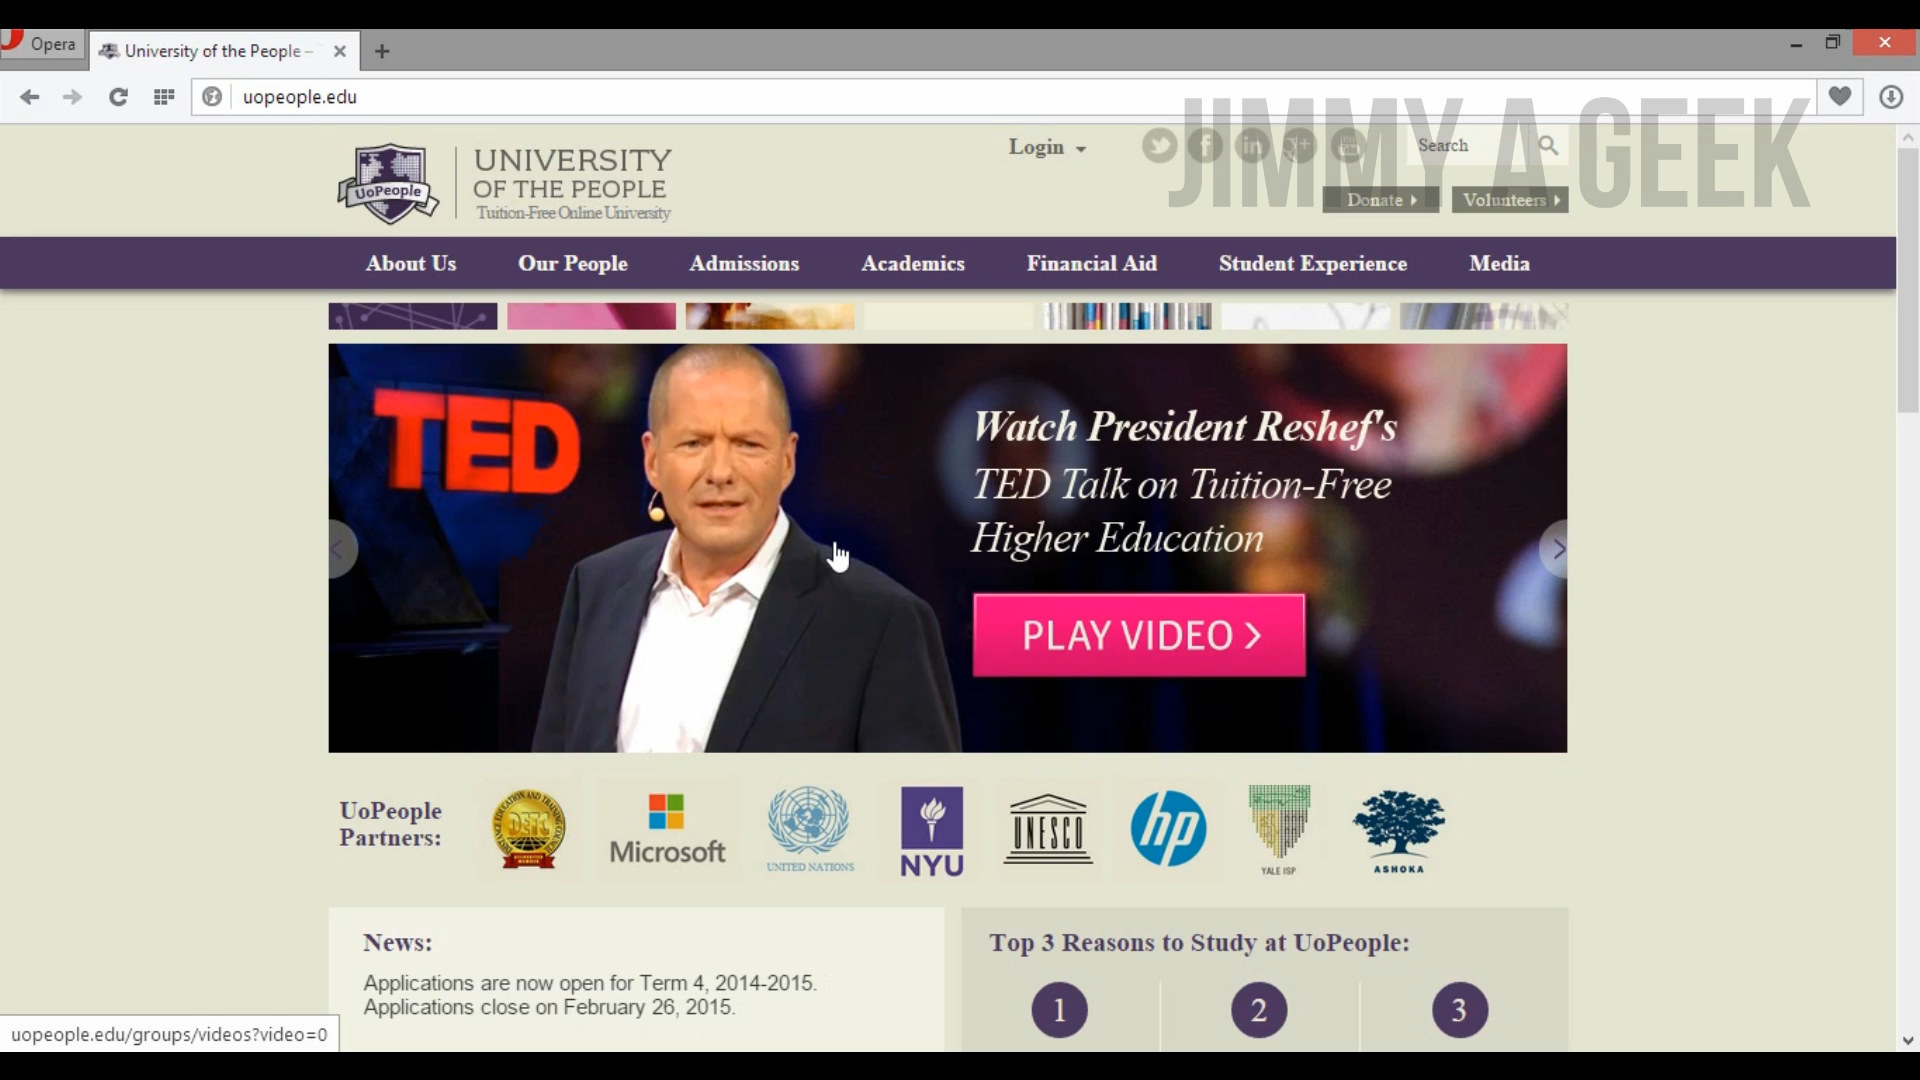 Opera
University of the People –
uopeople.edu
JIMMY A GEEK
Login
Search
UoPeople
UNIVERSITY
OF THE PEOPLE
Tuition-Free Online University
Donate
Volunteers
About Us
Our People
Admissions
Academics
Financial Aid
Student Experience
Media
TED
Watch President Reshef's
TED Talk on Tuition-Free
Higher Education
PLAY VIDEO >
UoPeople
Partners:
DETC
Microsoft
UNITED NATIONS
NYU
UNESCO
hp
YALE ISP
ASHOKA
News:
Applications are now open for Term 4, 2014-2015.
Applications close on February 26, 2015.
Top 3 Reasons to Study at UoPeople:
1
2
3
uopeople.edu/groups/videos?video=0